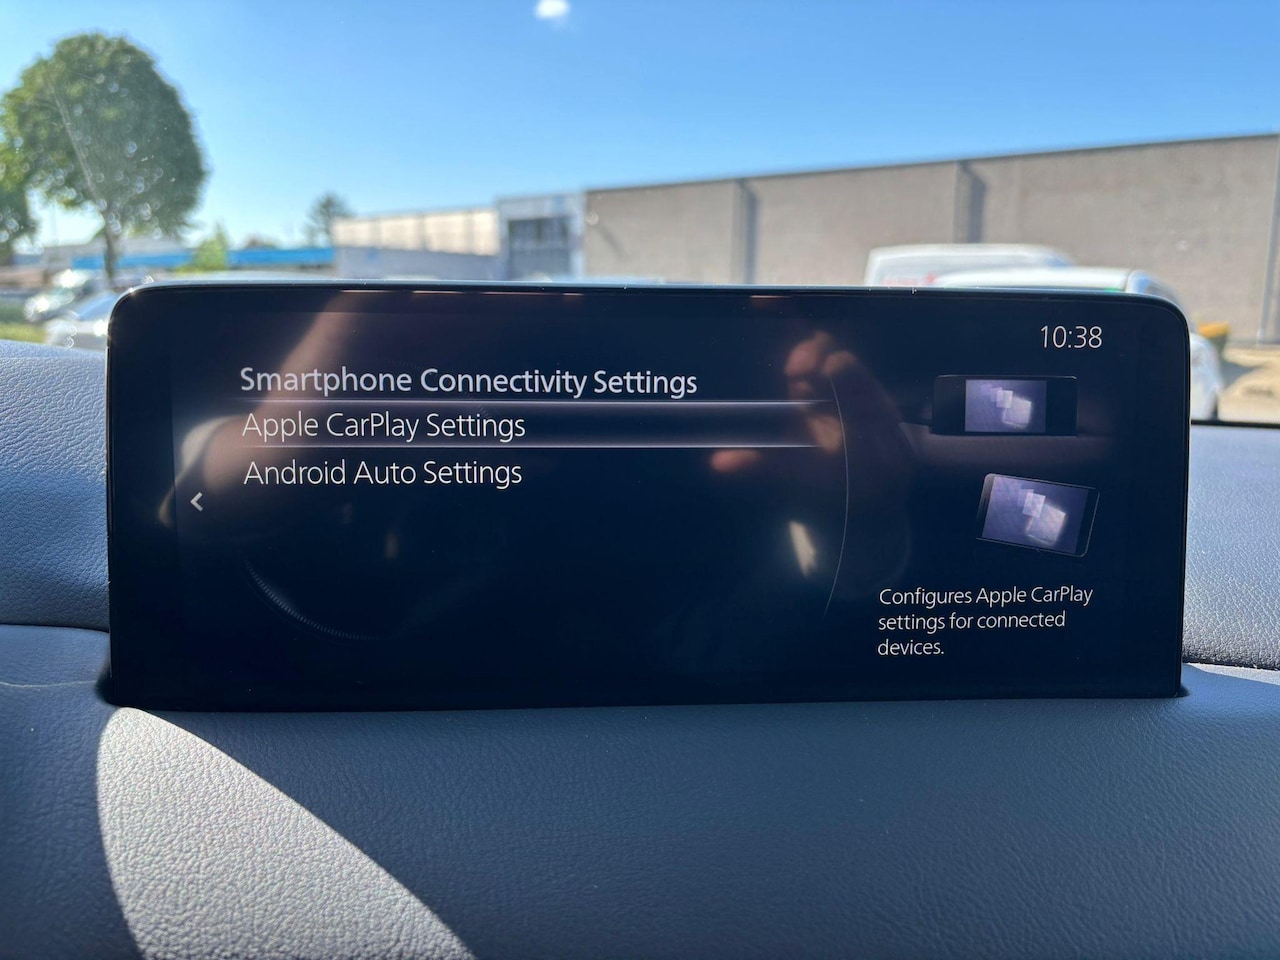 10:38
Smartphone Connectivity Settings
Apple CarPlay Settings
Android Auto Settings
Configures Apple CarPlay
settings for connected
devices.